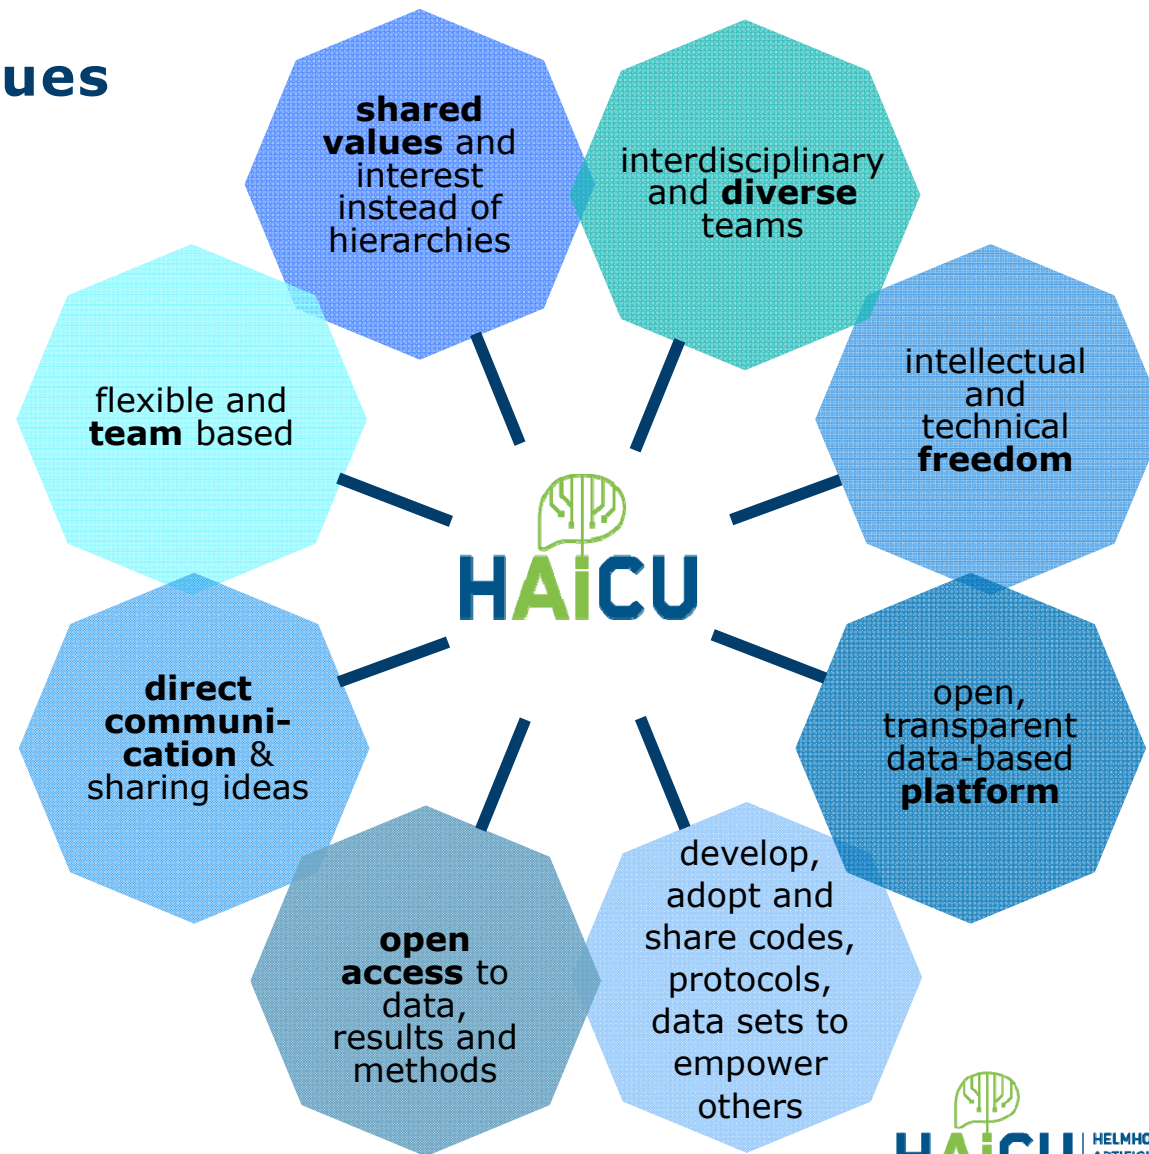 ues
shared
values and
interest
instead of
hierarchies
interdisciplinary
and diverse
teams
intellectual
and
technical
freedom
open,
transparent
data-based
platform
develop,
adopt and
share codes,
protocols,
data sets to
empower
others
open
access to
data,
results and
methods
direct
communi-
cation &
sharing ideas
flexible and
team based
HAiCU
HAiCU